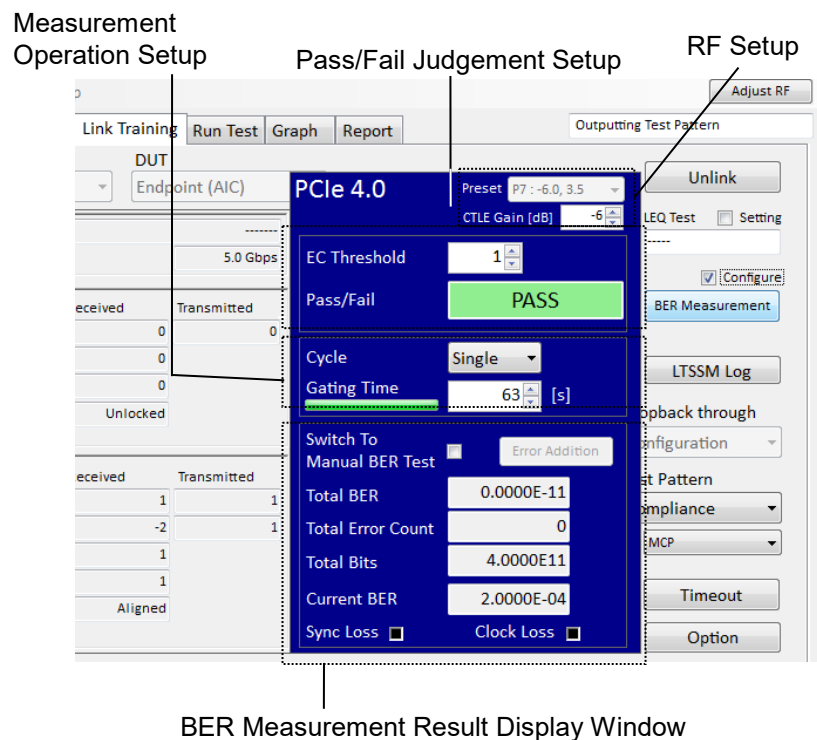 Measurement
Operation Setup
Pass/Fail Judgement Setup
RF Setup
Adjust RF
Link Training
Run Test
Graph
Report
Outputting Test Pattern
DUT
Endpoint (AIC)
-------
5.0 Gbps
eceived
Transmitted
0
0
0
0
Unlocked
eceived
Transmitted
1
1
-2
1
1
1
Aligned
PCIe 4.0
Preset
P7 : -6.0, 3.5
CTLE Gain [dB]
-6
EC Threshold
1
Pass/Fail
PASS
Cycle
Single
Gating Time
63
[s]
Switch To
Manual BER Test
Error Addition
Total BER
0.0000E-11
Total Error Count
0
Total Bits
4.0000E11
Current BER
2.0000E-04
Sync Loss
Clock Loss
Unlink
LEQ Test
Setting
-----
Configure
BER Measurement
LTSSM Log
opback through
nfiguration
st Pattern
mpliance
MCP
Timeout
Option
BER Measurement Result Display Window